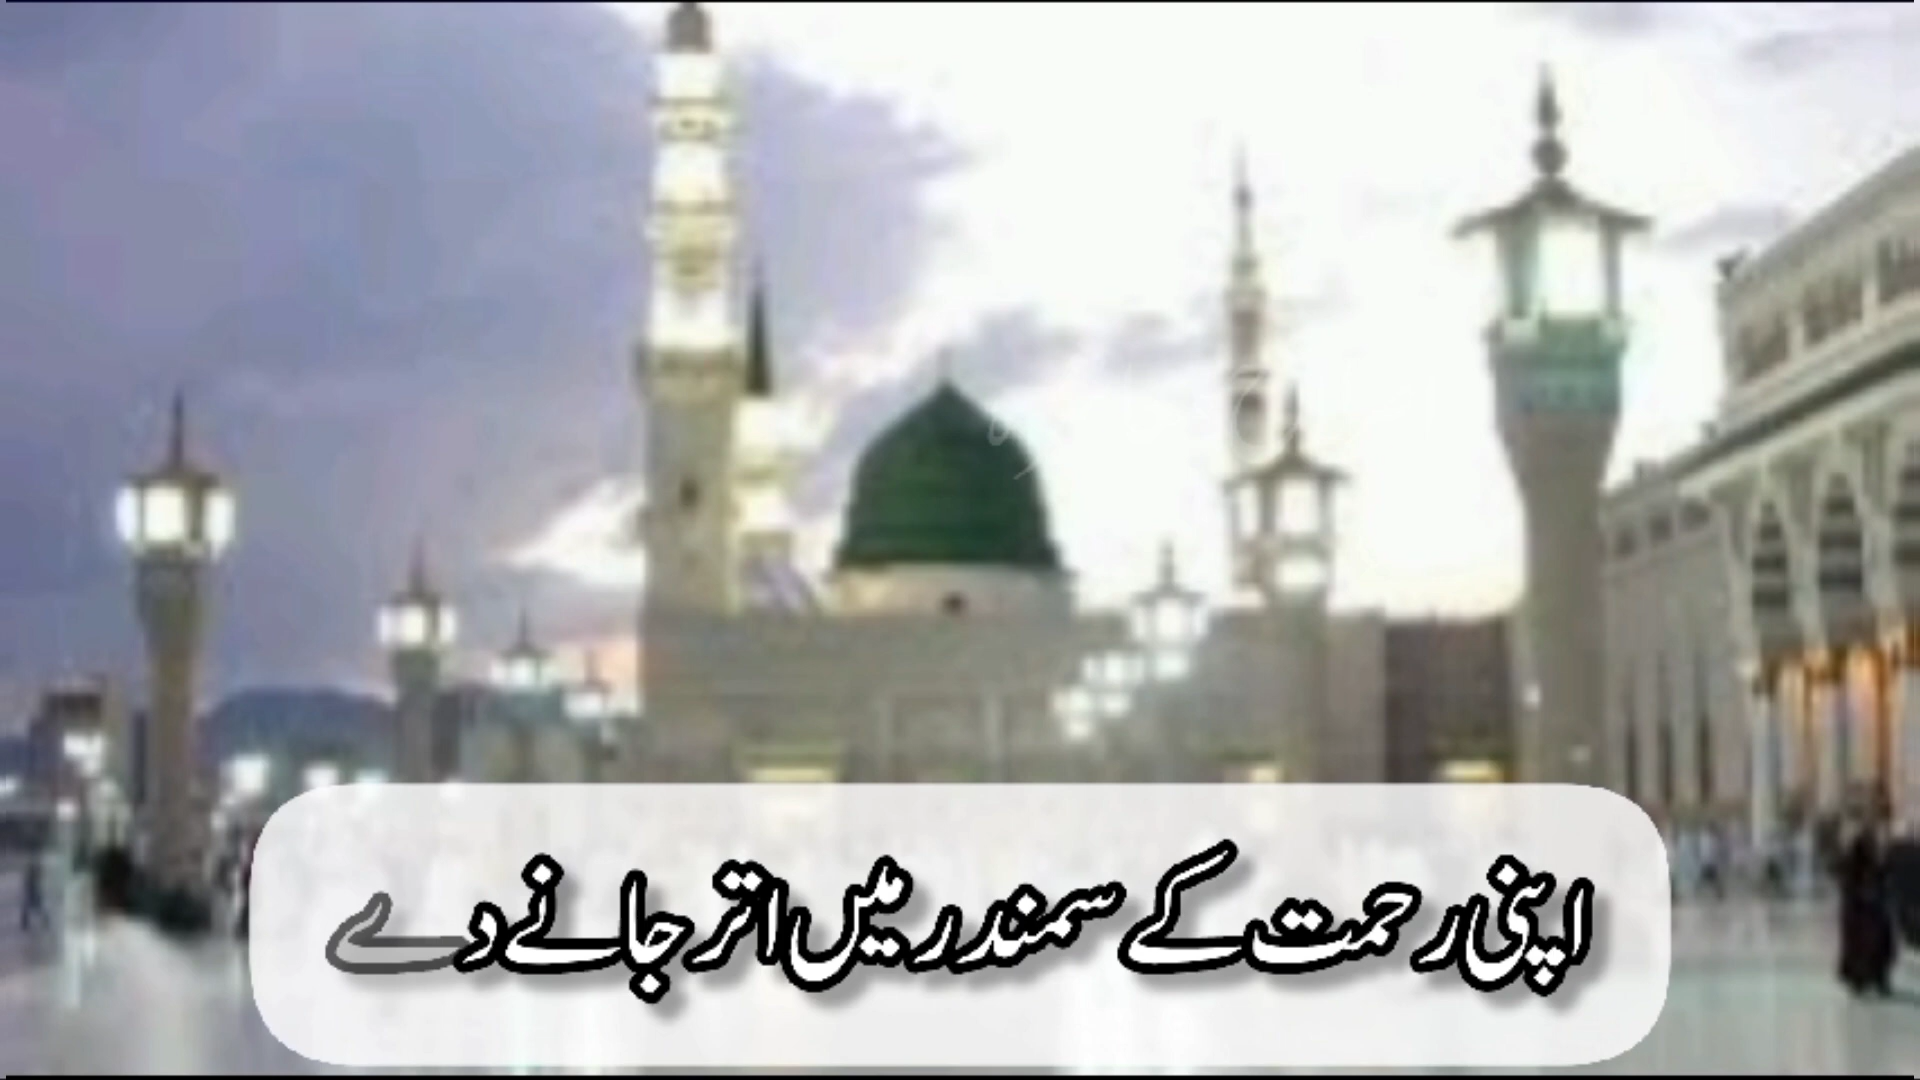 اپنی رحمت کے سمندر میں اتر جانے دے